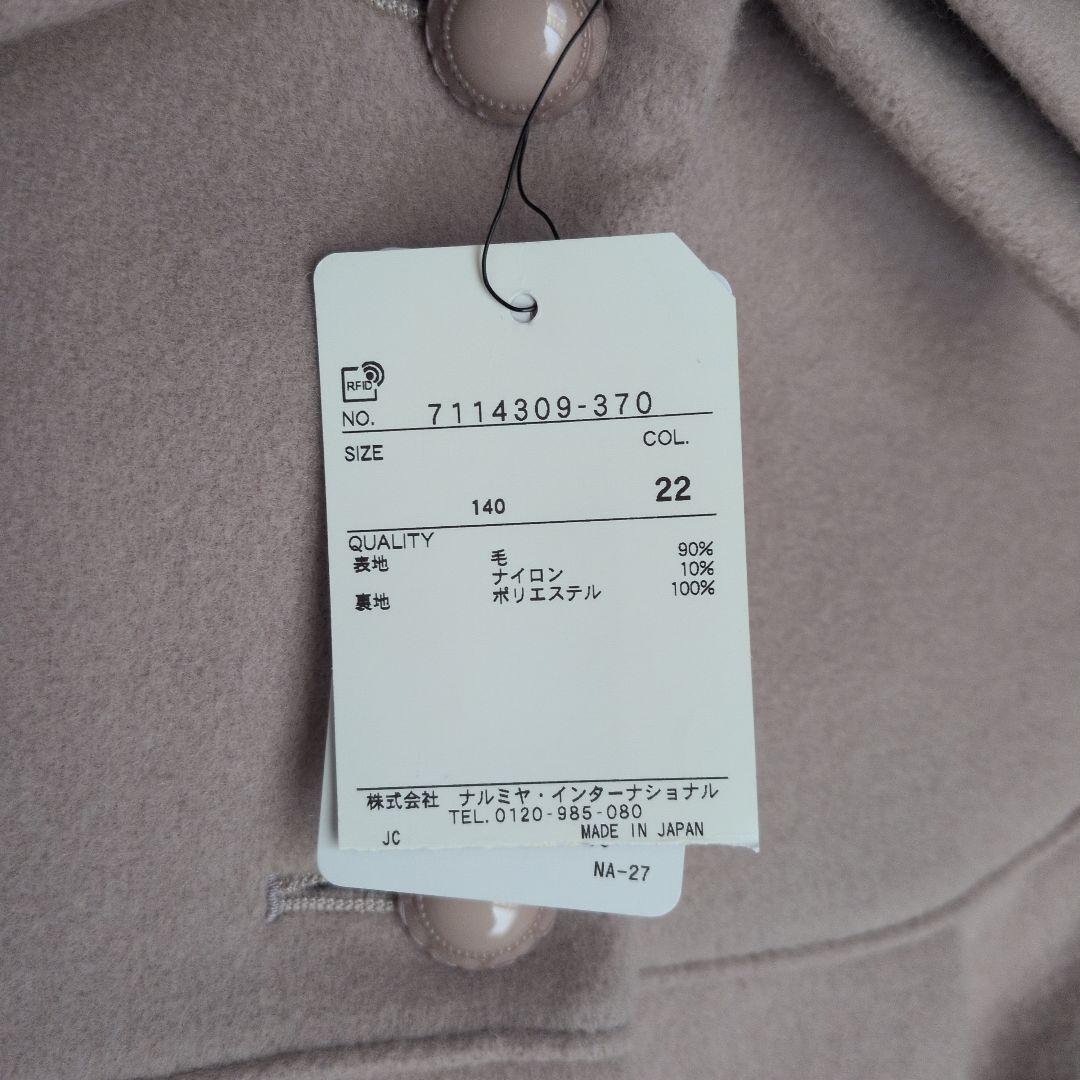 RFID
NO. 7114309-370
SIZE COL.
140 22
QUALITY
表地 毛 90%
ナイロン 10%
裏地 ポリエステル 100%
株式会社 ナルミヤ・インターナショナル
TEL.0120-985-080
JC MADE IN JAPAN
NA-27